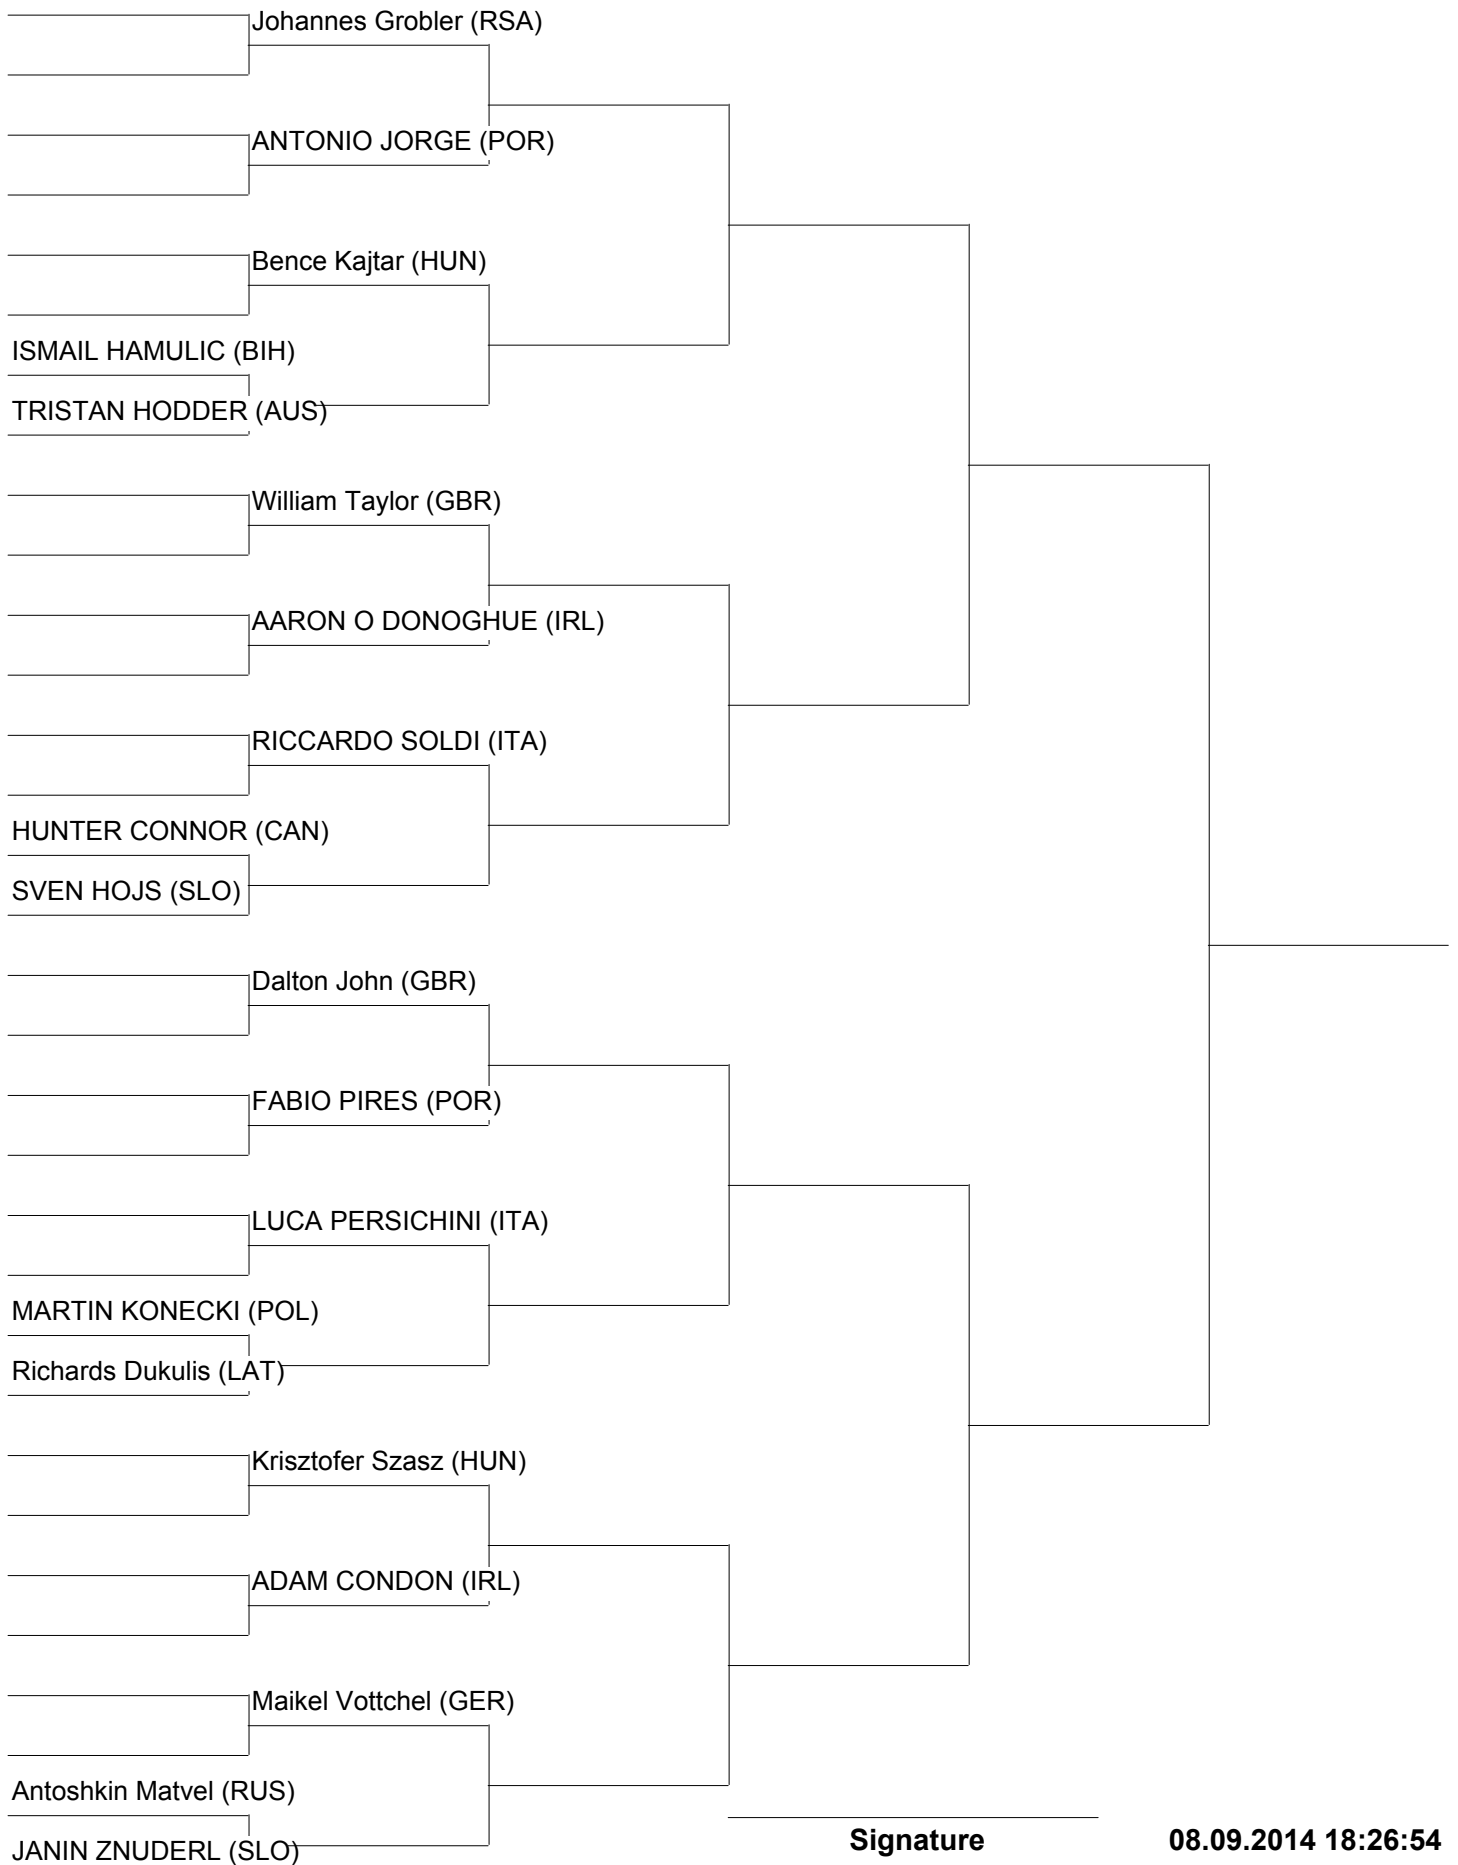 Johannes Grobler (RSA)
ANTONIO JORGE (POR)
Bence Kajtar (HUN)
ISMAIL HAMULIC (BIH)
TRISTAN HODDER (AUS)
William Taylor (GBR)
AARON O DONOGHUE (IRL)
RICCARDO SOLDI (ITA)
HUNTER CONNOR (CAN)
SVEN HOJS (SLO)
Dalton John (GBR)
FABIO PIRES (POR)
LUCA PERSICHINI (ITA)
MARTIN KONECKI (POL)
Richards Dukulis (LAT)
Krisztofer Szasz (HUN)
ADAM CONDON (IRL)
Maikel Vottchel (GER)
Antoshkin Matvel (RUS)
JANIN ZNUDERL (SLO)
Signature 08.09.2014 18:26:54